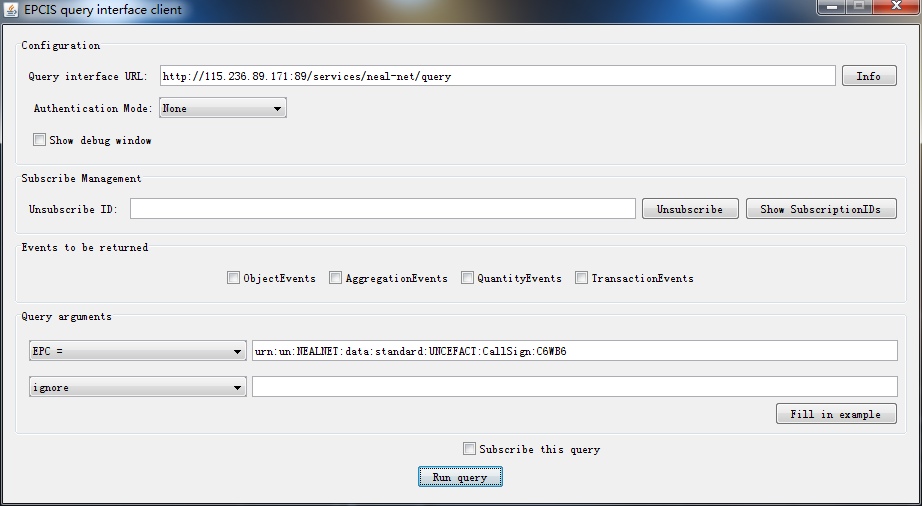 EPCIS query interface client
Configuration
Query interface URL: http://115.236.89.171:89/services/neal-net/query Info
Authentication Mode: None
Show debug window
Subscribe Management
Unsubscribe ID: Unsubscribe Show SubscriptionIDs
Events to be returned
ObjectEvents AggregationEvents QuantityEvents TransactionEvents
Query arguments
EPC = urn:un:NEALNET:data:standard:UNCEFACT:CallSign:C6WB6
ignore
Fill in example
Subscribe this query
Run query